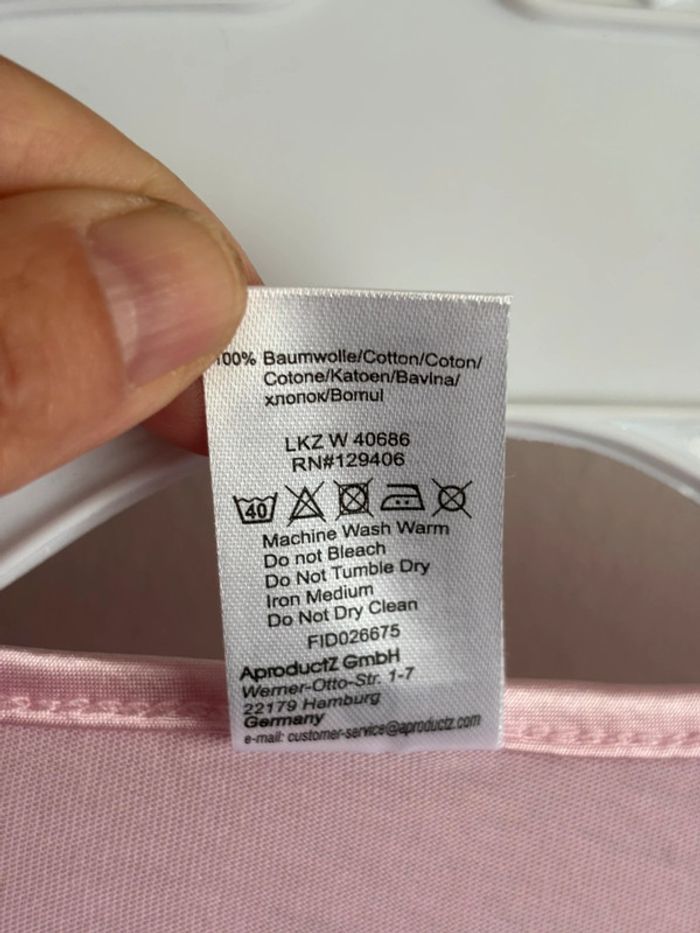 100% Baumwolle/Cotton/Coton/
Cotone/Katoen/Bavlna/
хлопок/Bomul
LKZ W 40686
RN#129406
40
Machine Wash Warm
Do not Bleach
Do Not Tumble Dry
Iron Medium
Do Not Dry Clean
FID026675
AproductZ GmbH
Werner-Otto-Str. 1-7
22179 Hamburg
Germany
e-mail: customer-service@aproductz.com